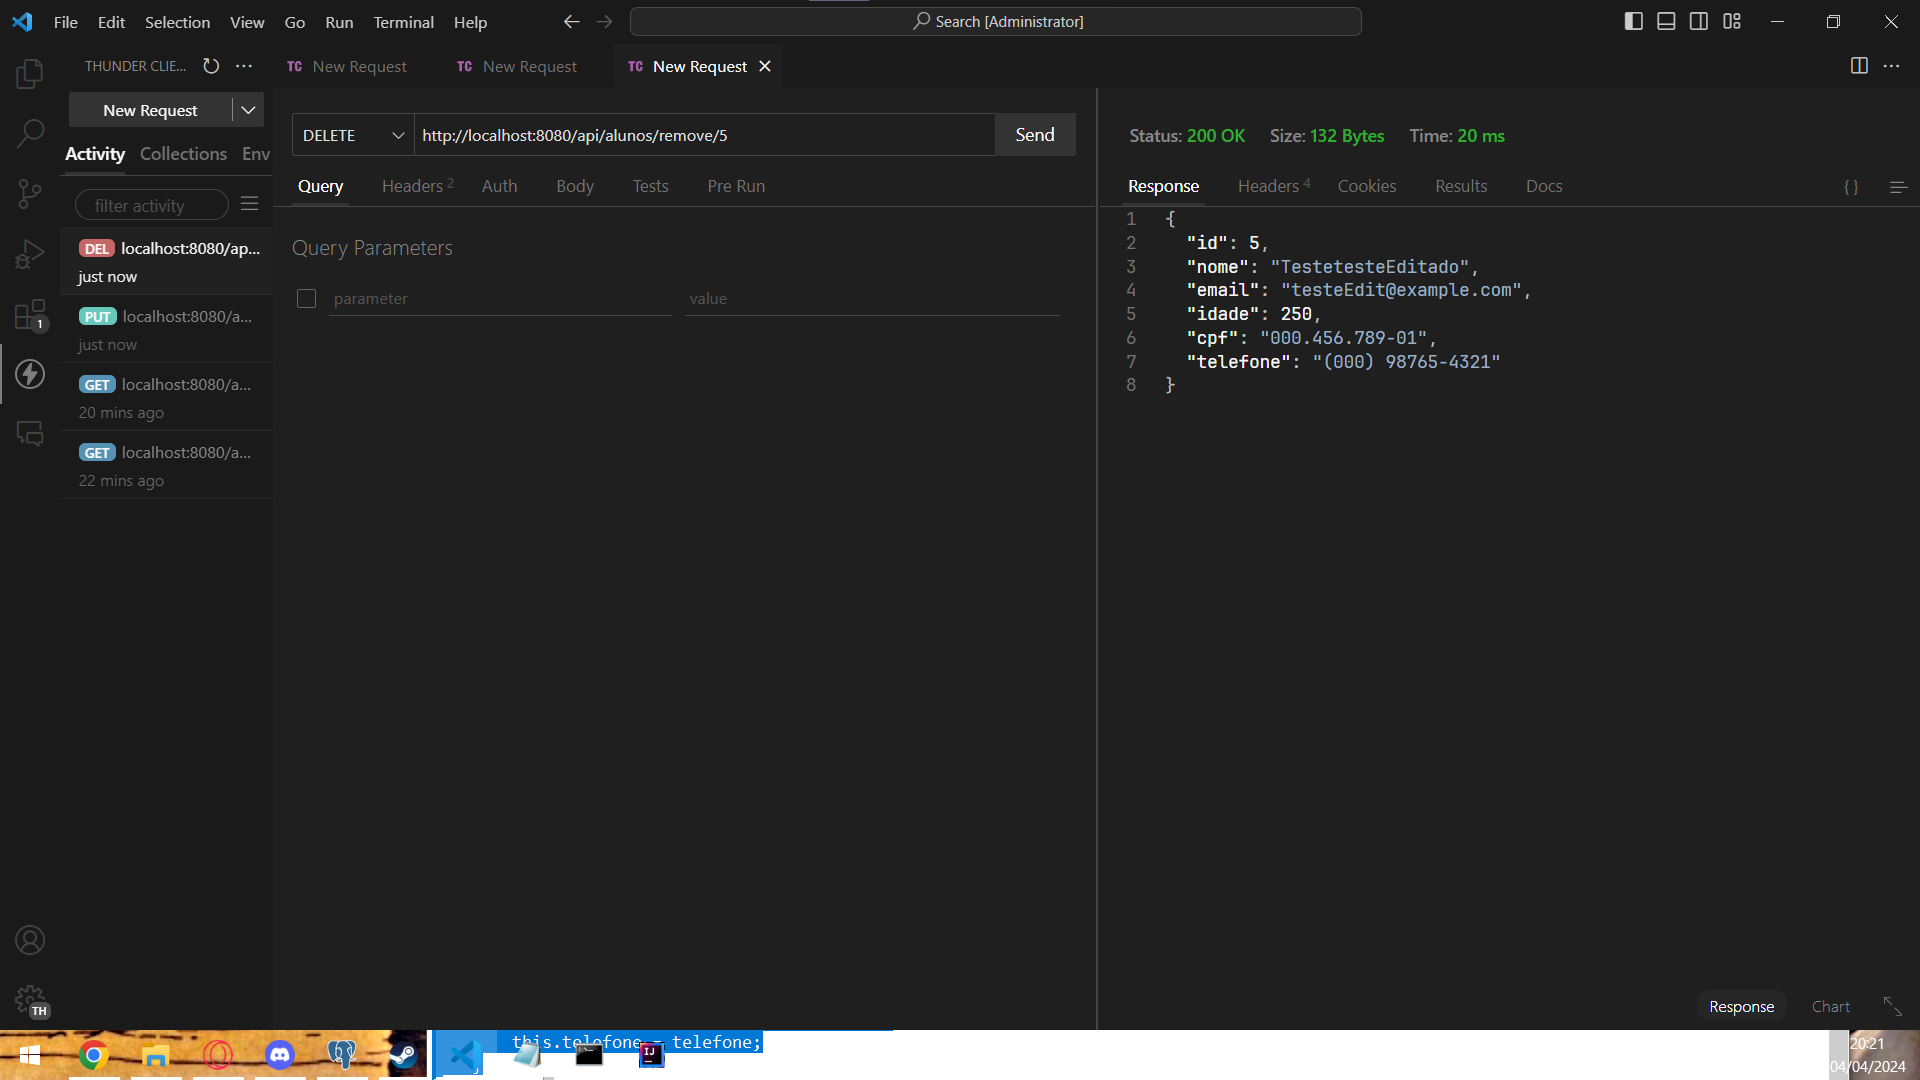 File Edit Selection View Go Run Terminal Help
Search [Administrator]
THUNDER CLIE...
New Request
Activity Collections Env
filter activity
DEL localhost:8080/ap...
just now
PUT localhost:8080/a...
just now
GET localhost:8080/a...
20 mins ago
GET localhost:8080/a...
22 mins ago
1
TH
TC New Request TC New Request TC New Request
DELETE http://localhost:8080/api/alunos/remove/5 Send
Query Headers 2 Auth Body Tests Pre Run
Query Parameters
parameter value
Status: 200 OK Size: 132 Bytes Time: 20 ms
Response Headers 4 Cookies Results Docs { }
1 {
2 "id": 5,
3 "nome": "TestetesteEditado",
4 "email": "testeEdit@example.com",
5 "idade": 250,
6 "cpf": "000.456.789-01",
7 "telefone": "(000) 98765-4321"
8 }
Response Chart
this.telefone = telefone;
IJ
20:21
04/04/2024